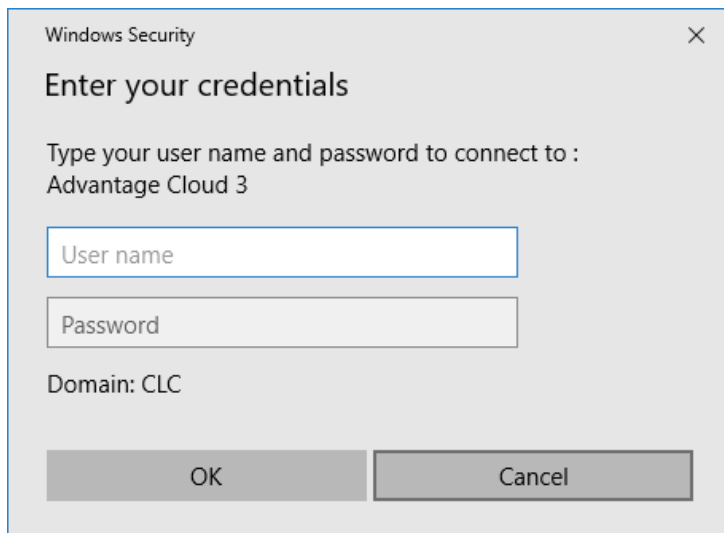 Windows Security
Enter your credentials
Type your user name and password to connect to :
Advantage Cloud 3
User name
Password
Domain: CLC
OK
Cancel